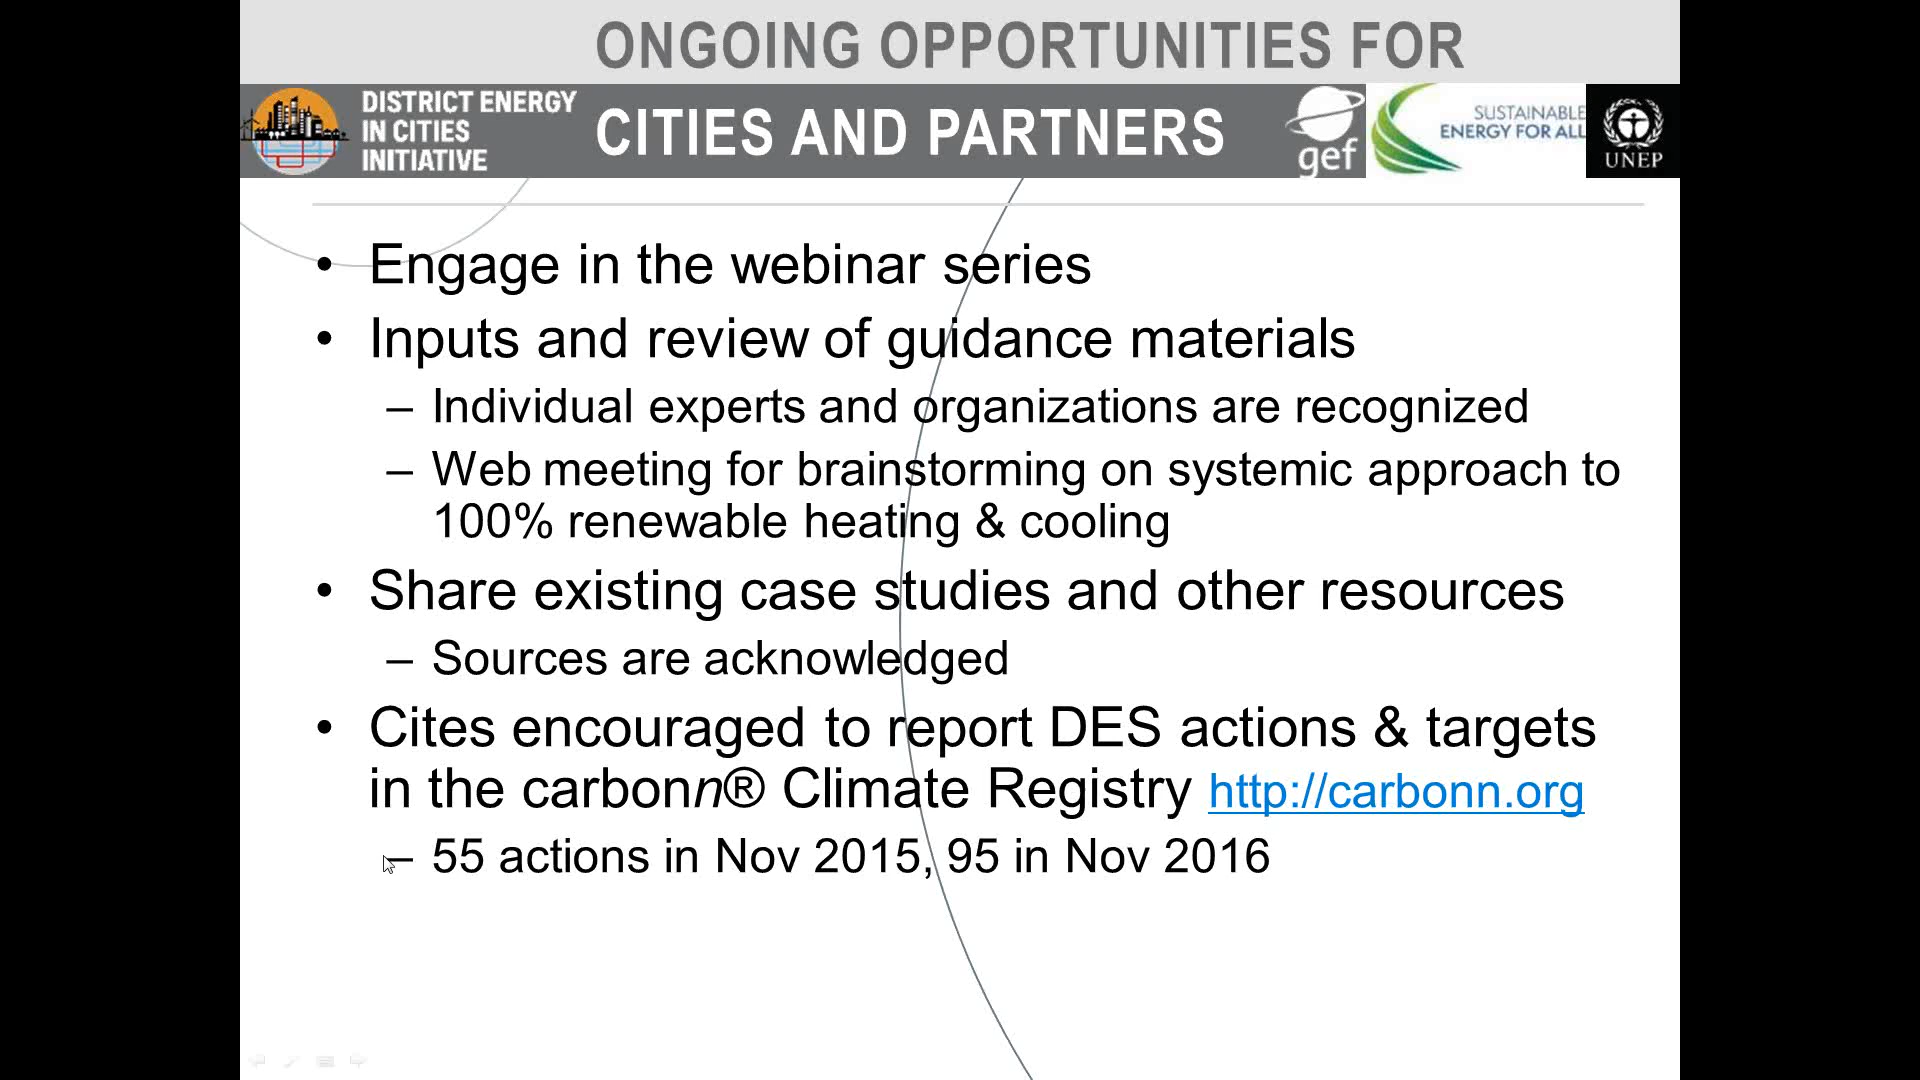 ONGOING OPPORTUNITIES FOR
DISTRICT ENERGY
IN CITIES
INITIATIVE
CITIES AND PARTNERS
gef
SUSTAINABLE
ENERGY FOR ALL
UNEP
• Engage in the webinar series
• Inputs and review of guidance materials
– Individual experts and organizations are recognized
– Web meeting for brainstorming on systemic approach to
100% renewable heating & cooling
• Share existing case studies and other resources
– Sources are acknowledged
• Cites encouraged to report DES actions & targets
in the carbonn® Climate Registry http://carbonn.org
– 55 actions in Nov 2015, 95 in Nov 2016